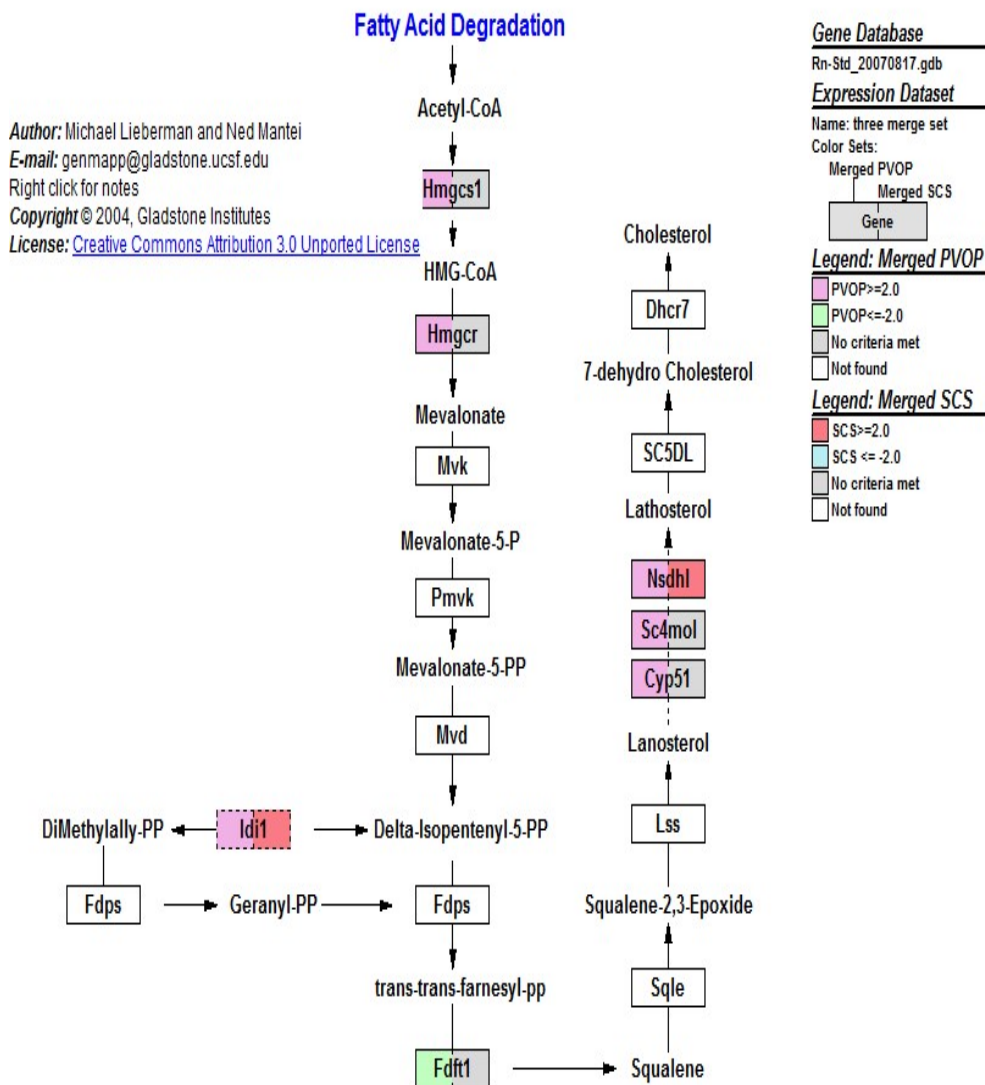 Fatty Acid Degradation
Acetyl-CoA
Author: Michael Lieberman and Ned Mantei
E-mail: genmapp@gladstone.ucsf.edu
Right click for notes
Copyright © 2004, Gladstone Institutes
License: Creative Commons Attribution 3.0 Unported License
Hmgcs1
HMG-CoA
Hmgcr
Mevalonate
Mvk
Mevalonate-5-P
Pmvk
Mevalonate-5-PP
Mvd
DiMethylally-PP
Idi1
Delta-Isopentenyl-5-PP
Fdps
Geranyl-PP
Fdps
trans-trans-farnesyl-pp
Fdft1
Cholesterol
Dhcr7
7-dehydro Cholesterol
SC5DL
Lathosterol
Nsdhl
Sc4mol
Cyp51
Lanosterol
Lss
Squalene-2,3-Epoxide
Sqle
Squalene
Gene Database
Rn-Std_20070817.gdb
Expression Dataset
Name: three merge set
Color Sets:
Merged PVOP
Merged SCS
Gene
Legend: Merged PVOP
PVOP>=2.0
PVOP<=-2.0
No criteria met
Not found
Legend: Merged SCS
SCS>=2.0
SCS <= -2.0
No criteria met
Not found